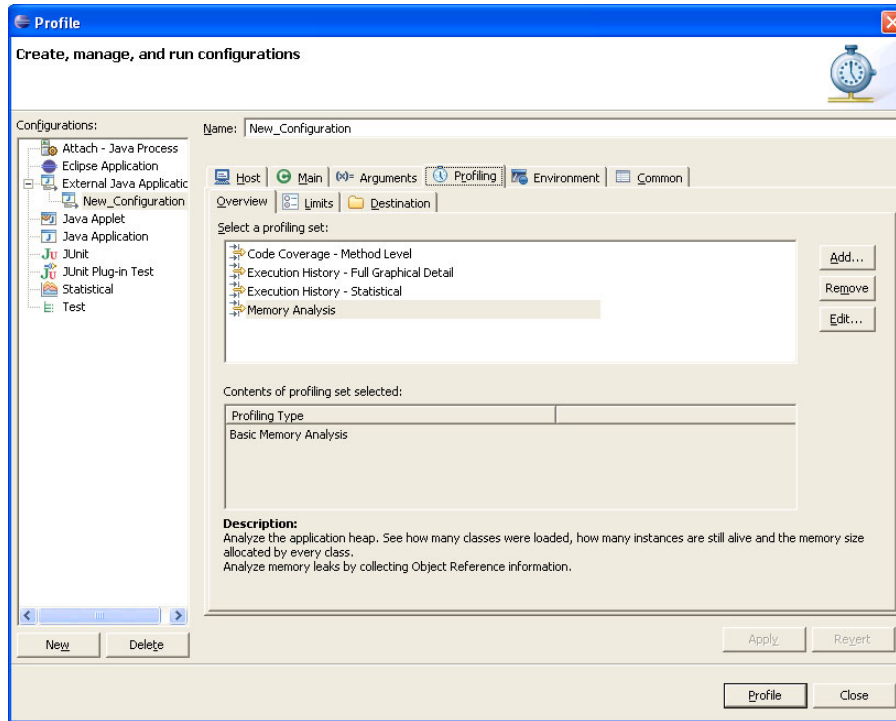 Profile
Create, manage, and run configurations
Configurations:
Attach - Java Process
Eclipse Application
External Java Applicatic
New_Configuration
Java Applet
Java Application
JUnit
JUnit Plug-in Test
Statistical
Test
New
Delete
Name: New_Configuration
Host
Main
(x)= Arguments
Profiling
Environment
Common
Overview
Limits
Destination
Select a profiling set:
Code Coverage - Method Level
Execution History - Full Graphical Detail
Execution History - Statistical
Memory Analysis
Add...
Remove
Edit...
Contents of profiling set selected:
Profiling Type
Basic Memory Analysis
Description:
Analyze the application heap. See how many classes were loaded, how many instances are still alive and the memory size
allocated by every class.
Analyze memory leaks by collecting Object Reference information.
Apply
Revert
Profile
Close